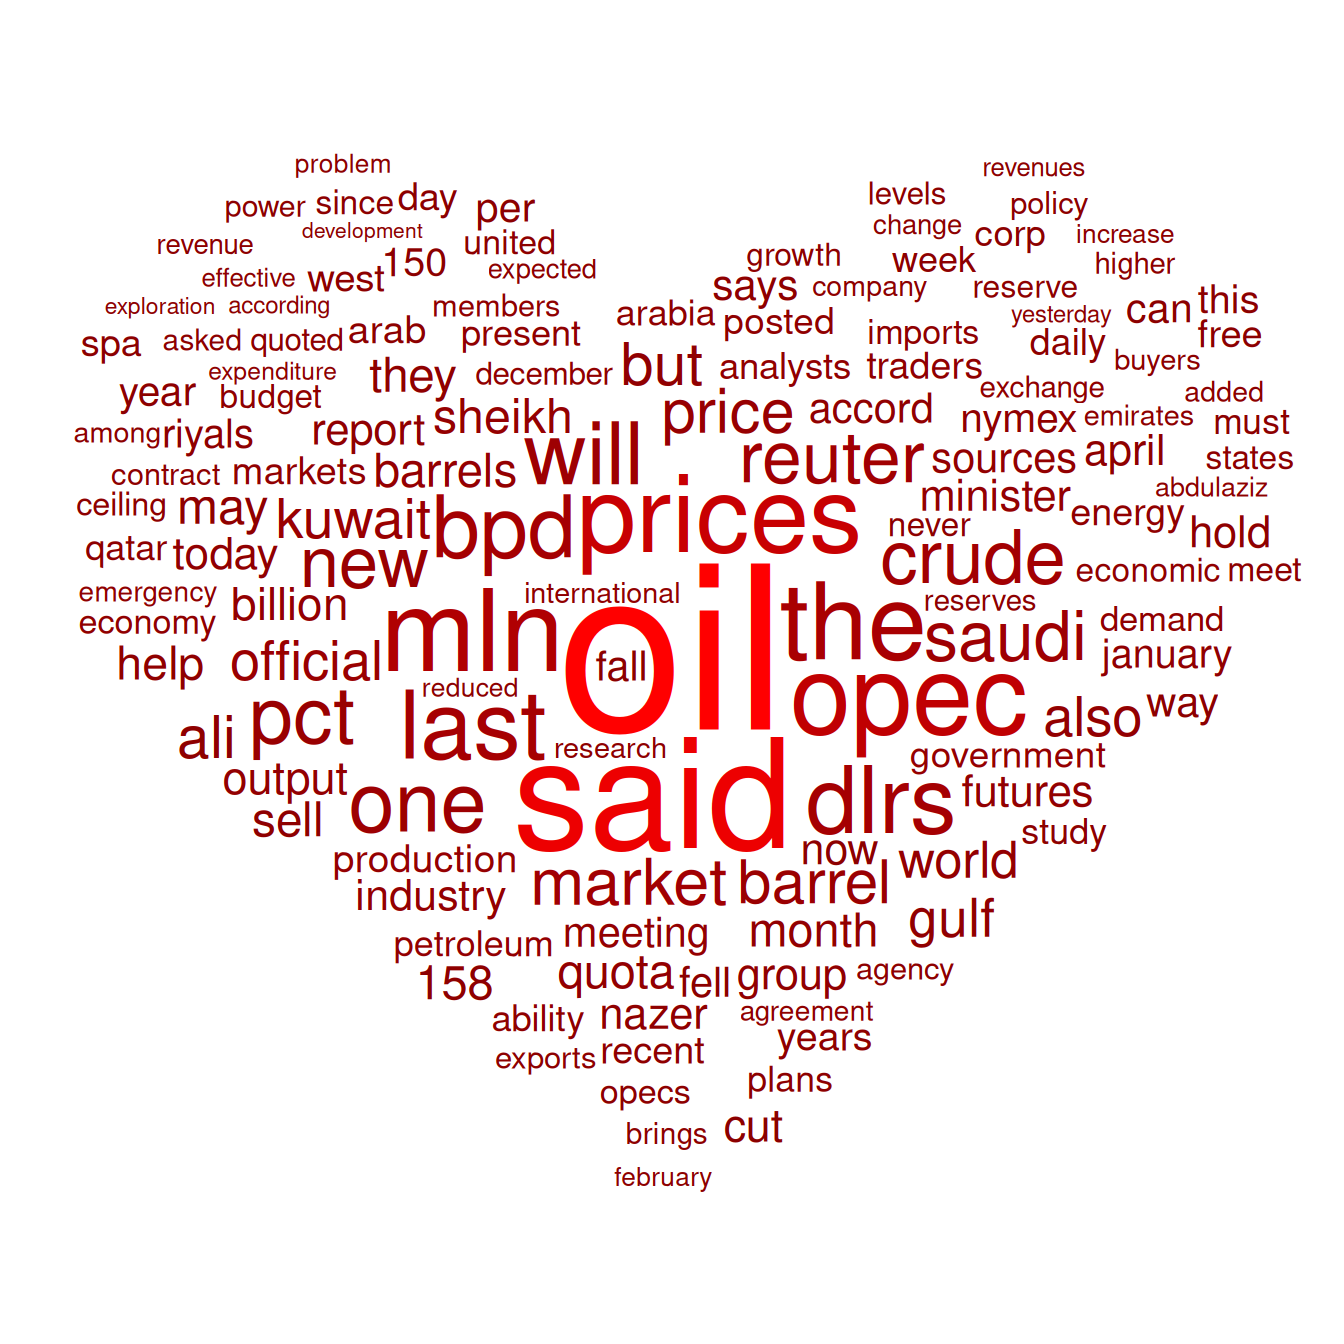 problem
revenues
power since day per levels policy
revenue development united change corp increase
effective west 150 expected growth week higher
exploration according members says company reserve
spa asked quoted arab present arabia posted imports yesterday can this
daily free
year expenditure they december but analysts traders buyers
budget exchange added
among riyals report sheikh will price accord nymex emirates must
contract markets barrels reuter sources april states
ceiling may kuwait bpd prices minister energy abdulaziz
qatar today new never crude hold
economic meet
emergency billion mln international oil the reserves demand
economy saudi
help official fall january
reduced
ali pct last research opec also way
output government
sell one said dlrs futures
study
production now world
industry market barrel
petroleum meeting month gulf
158 quota fell group agency
ability nazer agreement
exports recent years
opecs plans
brings cut
february